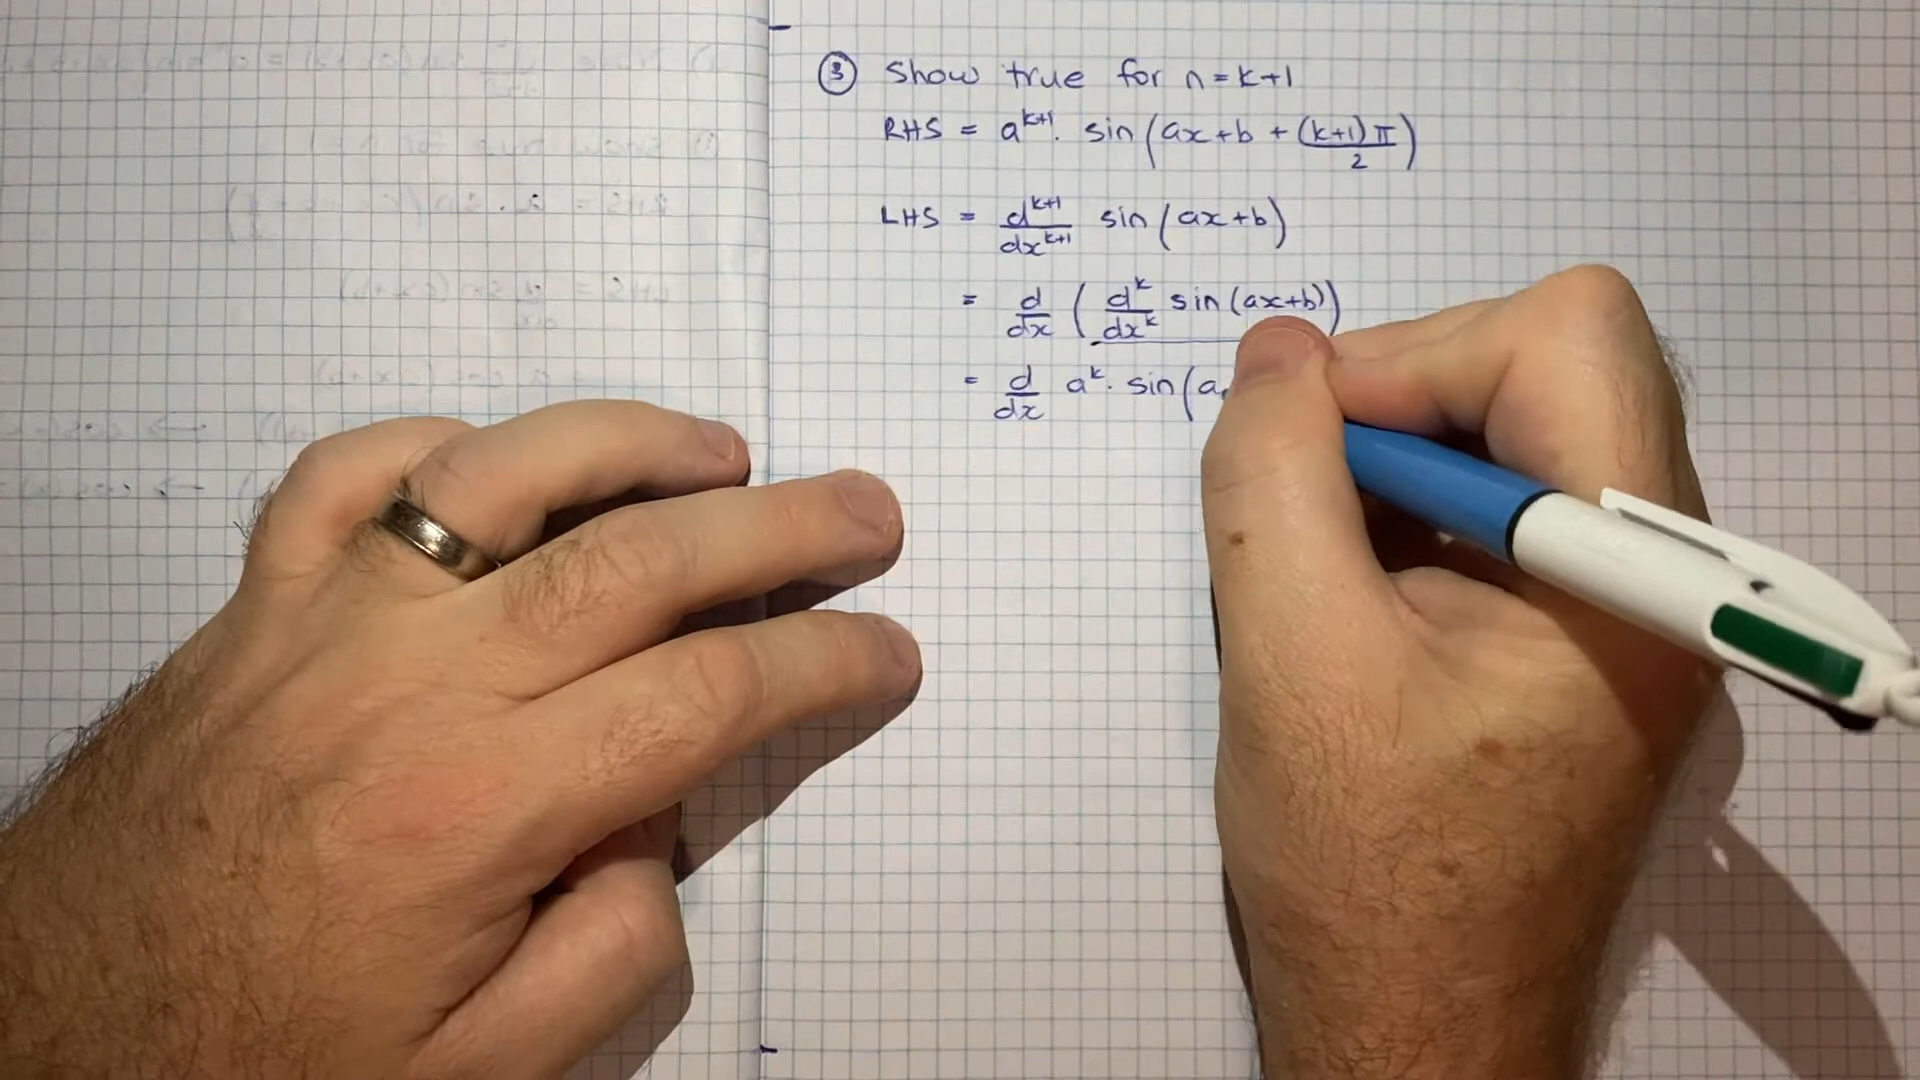 ③ Show true for n = k+1
RHS = a^(k+1) · sin(ax+b + (k+1)π/2)
LHS = d^(k+1)/dx^(k+1) sin(ax+b)
= d/dx (d^k/dx^k sin(ax+b))
= d/dx a^k · sin(a